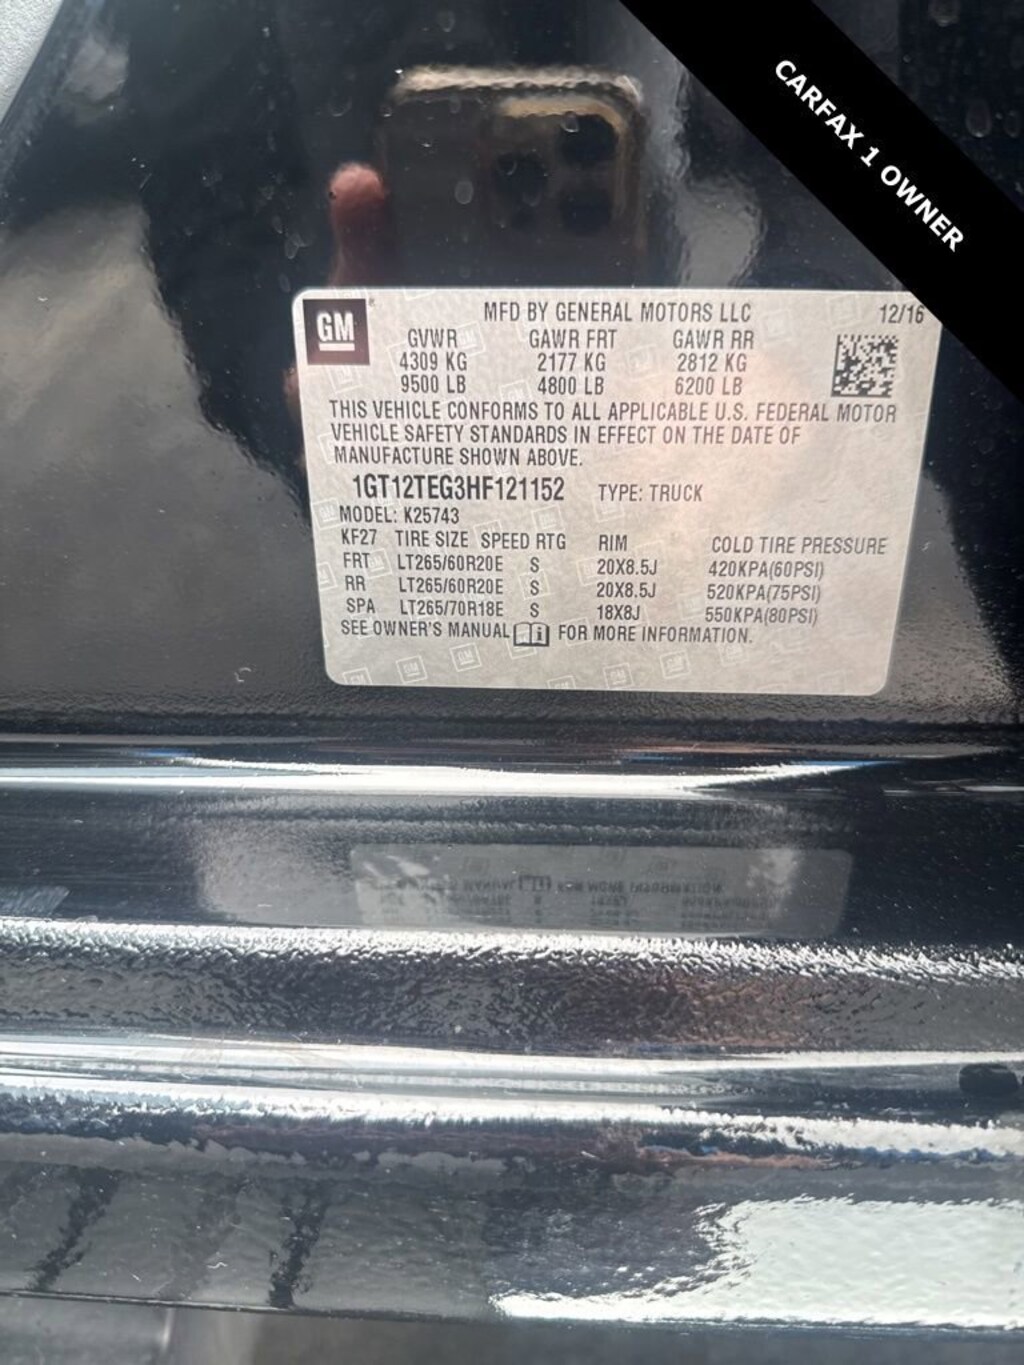 CARFAX 1 OWNER
GM
MFD BY GENERAL MOTORS LLC 12/16
GVWR GAWR FRT GAWR RR
4309 KG 2177 KG 2812 KG
9500 LB 4800 LB 6200 LB
THIS VEHICLE CONFORMS TO ALL APPLICABLE U.S. FEDERAL MOTOR
VEHICLE SAFETY STANDARDS IN EFFECT ON THE DATE OF
MANUFACTURE SHOWN ABOVE.
1GT12TEG3HF121152 TYPE: TRUCK
MODEL: K25743
KF27 TIRE SIZE SPEED RTG RIM COLD TIRE PRESSURE
FRT LT265/60R20E S 20X8.5J 420KPA(60PSI)
RR LT265/60R20E S 20X8.5J 520KPA(75PSI)
SPA LT265/70R18E S 18X8J 550KPA(80PSI)
SEE OWNER'S MANUAL FOR MORE INFORMATION.